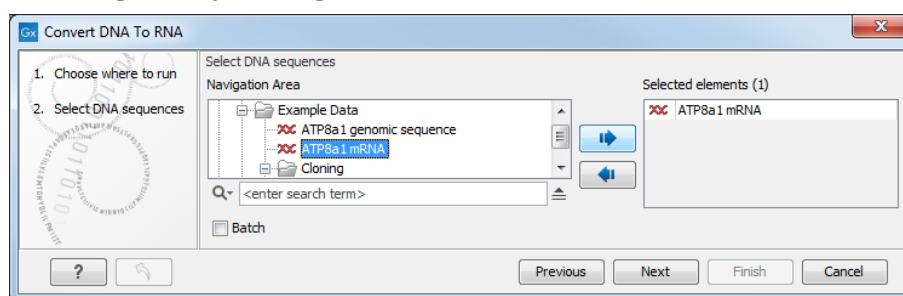 Gx Convert DNA To RNA
1. Choose where to run
2. Select DNA sequences
Select DNA sequences
Navigation Area
Example Data
ATP8a1 genomic sequence
ATP8a1 mRNA
Cloning
<enter search term>
Batch
Selected elements (1)
ATP8a1 mRNA
?
Previous
Next
Finish
Cancel